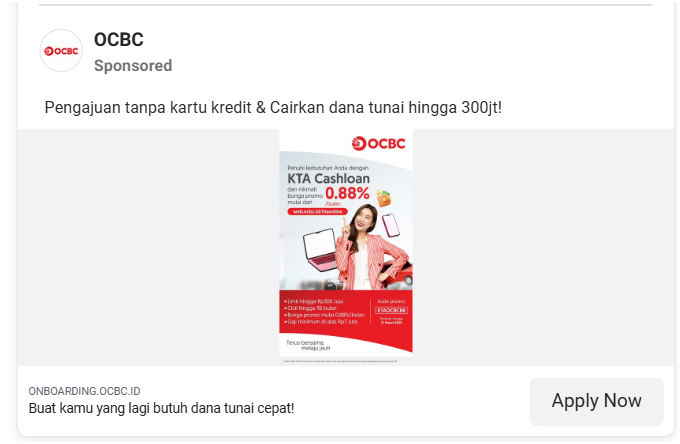 OCBC
OCBC
Sponsored
Pengajuan tanpa kartu kredit & Cairkan dana tunai hingga 300jt!
OCBC
Penuhi kebutuhan Anda dengan
KTA Cashloan
dan nikmati
bunga promo
mulai dari
0.88%
/bulan
web.ocbc.id/ktaonline
• Limit hingga Rp300 Juta
• Cicil hingga 36 bulan
• Bunga promo mulai 0.88%/bulan
• Gaji minimum di atas Rp7 Juta
Kode promo:
KTAOCBCBB
Terus bersama,
melaju jauh
ONBOARDING.OCBC.ID
Buat kamu yang lagi butuh dana tunai cepat!
Apply Now